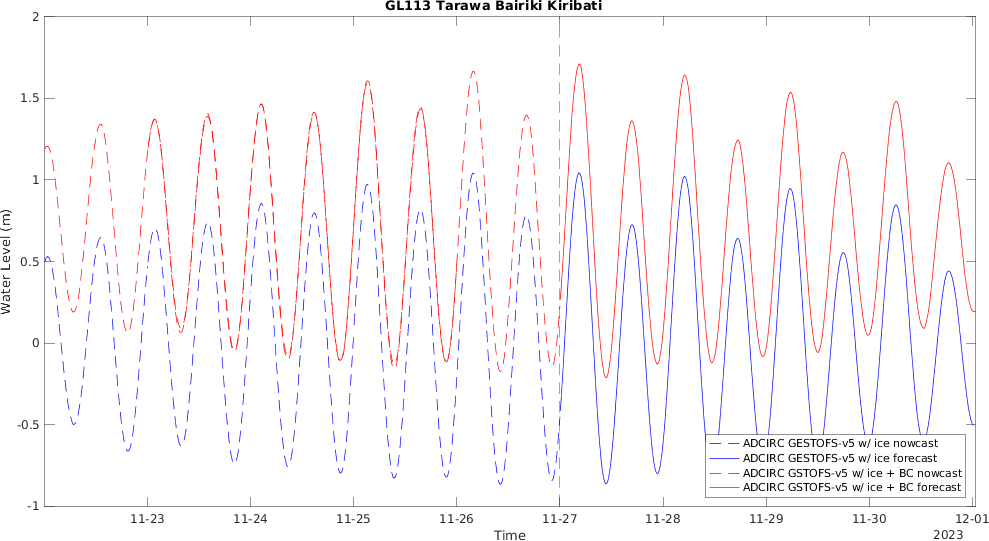 GL113 Tarawa Bairiki Kiribati
2
1.5
1
0.5
0
-0.5
-1
Water Level (m)
11-23
11-24
11-25
11-26
11-27
11-28
11-29
11-30
12-01
Time
2023
ADCIRC GESTOFS-v5 w/ ice nowcast
ADCIRC GESTOFS-v5 w/ ice forecast
ADCIRC GSTOFS-v5 w/ ice + BC nowcast
ADCIRC GSTOFS-v5 w/ ice + BC forecast